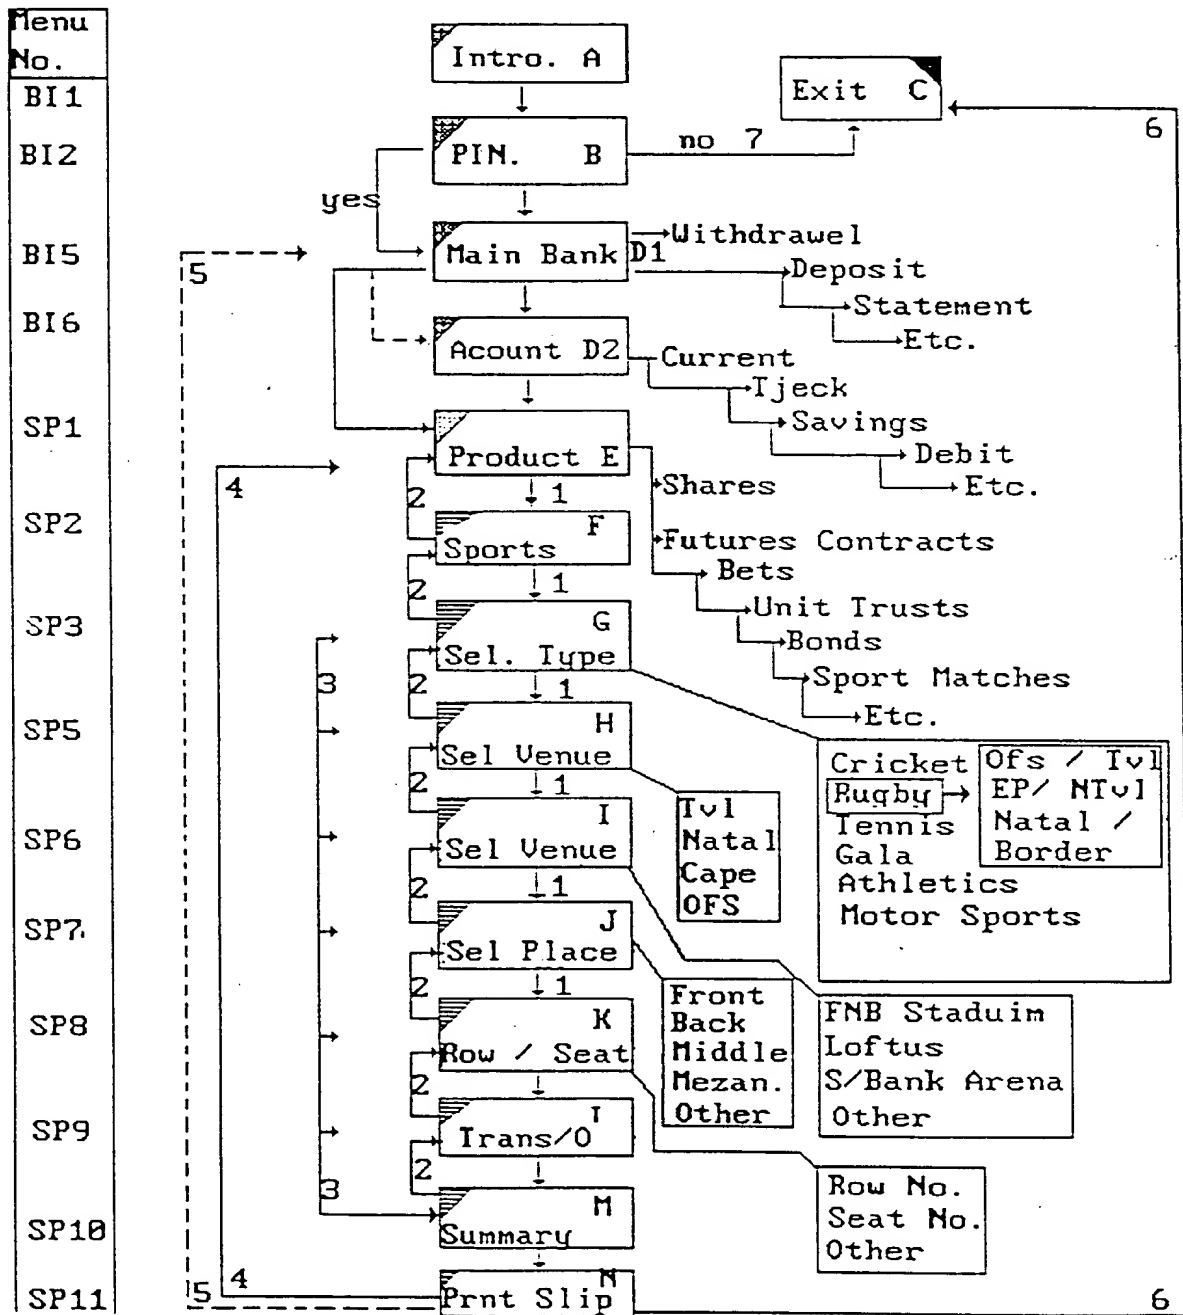 Menu
No.
BI1
BI2
BI5
BI6
SP1
SP2
SP3
SP5
SP6
SP7.
SP8
SP9
SP10
SP11
Intro. A
Exit C
6
PIN. B
no 7
yes
Main Bank D1
Withdrawel
Deposit
Statement
Etc.
5
Acount D2
Current
Tjeck
Savings
Debit
Etc.
Product E
4
2
1
Shares
Futures Contracts
Bets
Unit Trusts
Bonds
Sport Matches
Etc.
F
Sports
2
1
G
Sel. Type
3
2
1
H
Sel Venue
2
1
Cricket
Rugby
Tennis
Gala
Athletics
Motor Sports
Ofs / Tvl
EP/ NTvl
Natal /
Border
Tvl
Natal
Cape
OFS
I
Sel Venue
2
1
J
Sel Place
2
1
Front
Back
Middle
Mezan.
Other
FNB Staduim
Loftus
S/Bank Arena
Other
K
Row / Seat
2
Row No.
Seat No.
Other
Trans/O
2
3
M
Summary
N
Prnt Slip
4
5
6